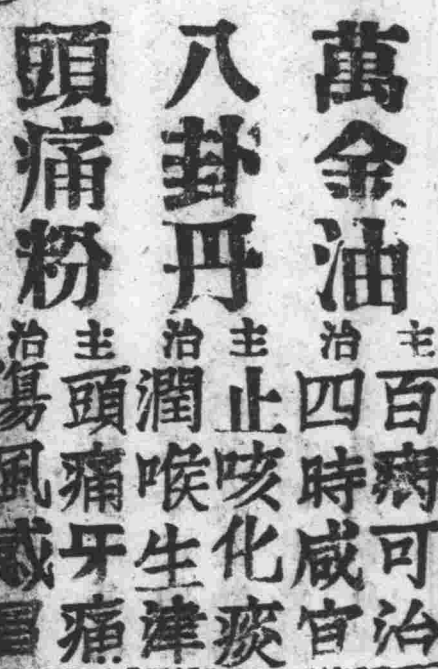 萬金油
主治
百病可治
四時咸宜
八卦丹
主治
止咳化痰
潤喉生津
頭痛粉
主治
頭痛牙痛
傷風感冒